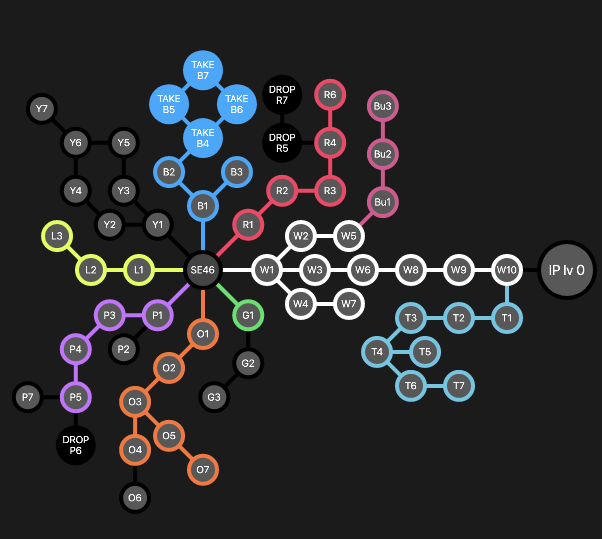 TAKE
B7
TAKE
B5
TAKE
B6
DROP
R7
R6
Bu3
Y7
TAKE
B4
Y6
Y5
DROP
R5
R4
Bu2
B2
B3
Y4
Y3
R2
R3
Bu1
B1
Y2
Y1
R1
L3
W2
W5
L2
L1
SE46
W1
W3
W6
W8
W9
W10
IP lv 0
W4
W7
P3
P1
G1
T3
T2
T1
O1
P4
P2
T4
T5
O2
G2
T6
T7
P7
P5
O3
G3
DROP
P6
O4
O5
O7
O6